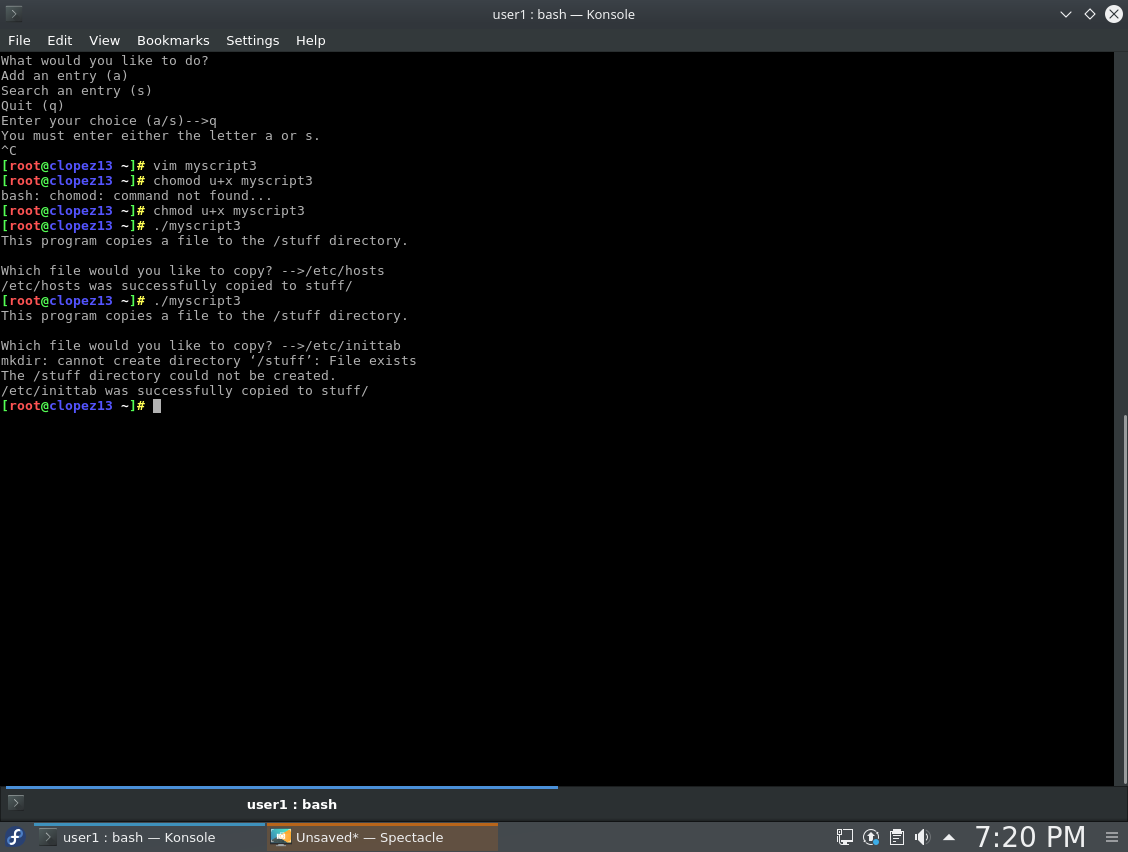 user1 : bash — Konsole
File Edit View Bookmarks Settings Help
What would you like to do?
Add an entry (a)
Search an entry (s)
Quit (q)
Enter your choice (a/s)-->q
You must enter either the letter a or s.
^C
[root@clopez13 ~]# vim myscript3
[root@clopez13 ~]# chomod u+x myscript3
bash: chomod: command not found...
[root@clopez13 ~]# chmod u+x myscript3
[root@clopez13 ~]# ./myscript3
This program copies a file to the /stuff directory.

Which file would you like to copy? -->/etc/hosts
/etc/hosts was successfully copied to stuff/
[root@clopez13 ~]# ./myscript3
This program copies a file to the /stuff directory.

Which file would you like to copy? -->/etc/inittab
mkdir: cannot create directory ‘/stuff’: File exists
The /stuff directory could not be created.
/etc/inittab was successfully copied to stuff/
[root@clopez13 ~]#
user1 : bash
user1 : bash — Konsole
Unsaved* — Spectacle
7:20 PM